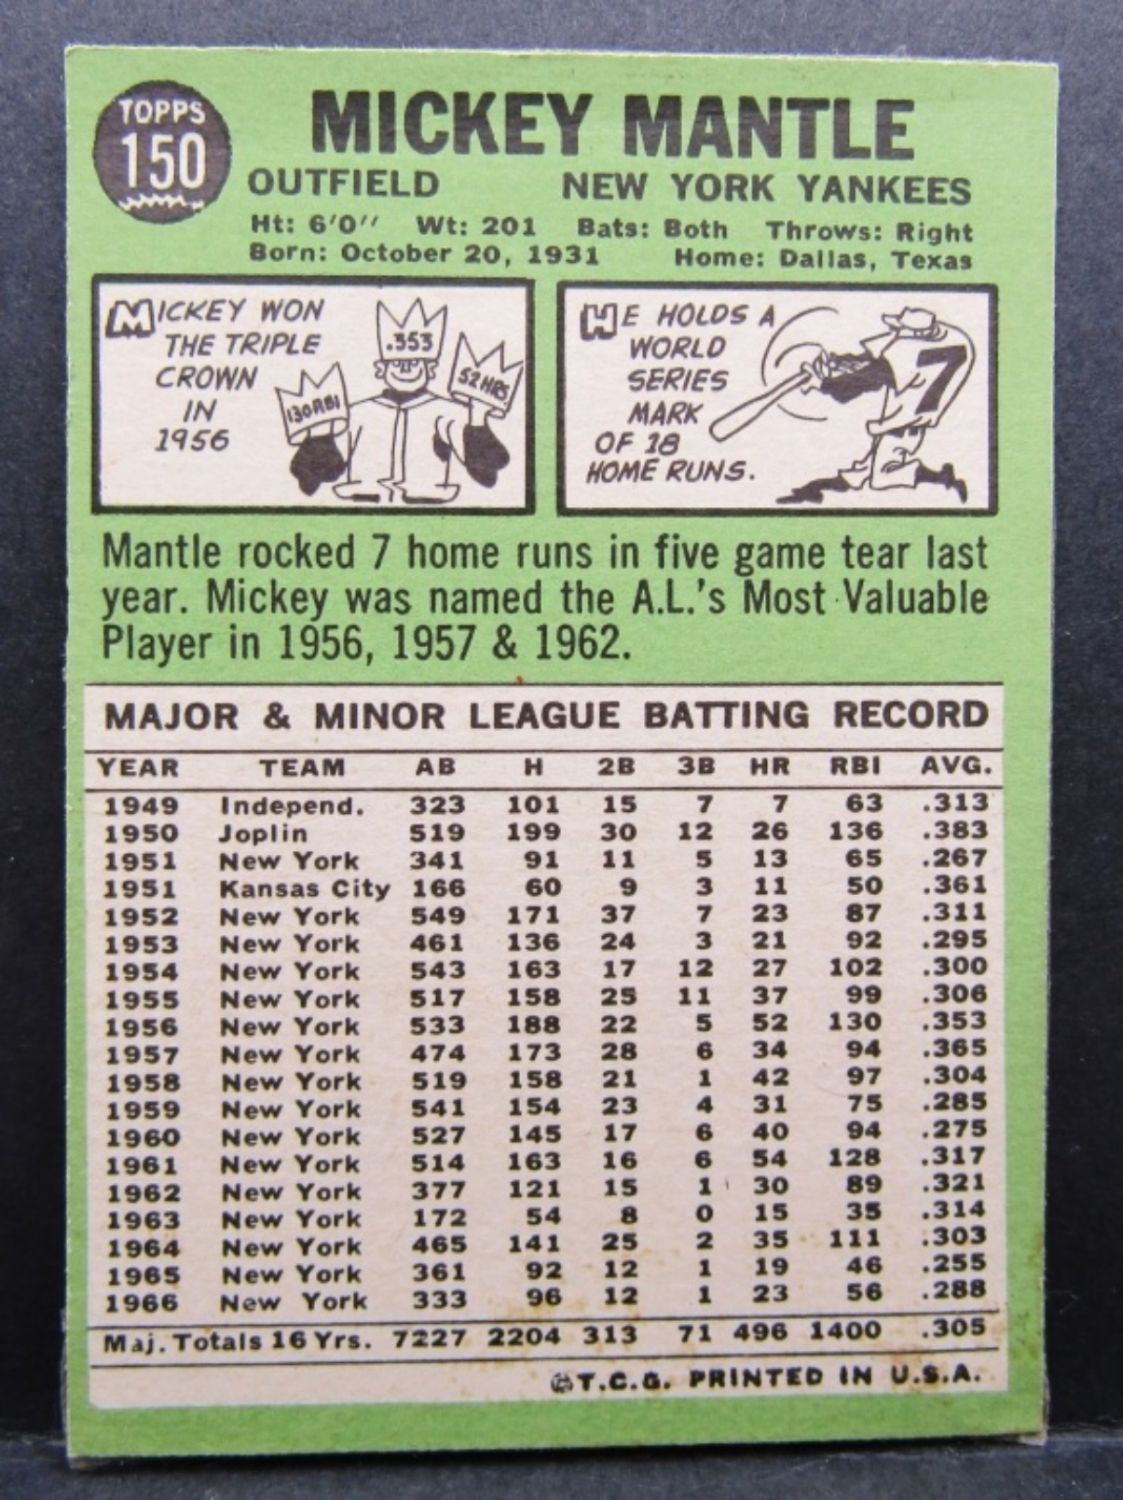 TOPPS
150
MICKEY MANTLE
OUTFIELD NEW YORK YANKEES
Ht: 6'0'' Wt: 201 Bats: Both Throws: Right
Born: October 20, 1931 Home: Dallas, Texas
MICKEY WON
THE TRIPLE
CROWN
IN
1956
.353
130 RBI
52 HRS.
HE HOLDS A
WORLD
SERIES
MARK
OF 18
HOME RUNS.
7
Mantle rocked 7 home runs in five game tear last
year. Mickey was named the A.L.'s Most Valuable
Player in 1956, 1957 & 1962.
MAJOR & MINOR LEAGUE BATTING RECORD
YEAR TEAM AB H 2B 3B HR RBI AVG.
1949 Independ. 323 101 15 7 7 63 .313
1950 Joplin 519 199 30 12 26 136 .383
1951 New York 341 91 11 5 13 65 .267
1951 Kansas City 166 60 9 3 11 50 .361
1952 New York 549 171 37 7 23 87 .311
1953 New York 461 136 24 3 21 92 .295
1954 New York 543 163 17 12 27 102 .300
1955 New York 517 158 25 11 37 99 .306
1956 New York 533 188 22 5 52 130 .353
1957 New York 474 173 28 6 34 94 .365
1958 New York 519 158 21 1 42 97 .304
1959 New York 541 154 23 4 31 75 .285
1960 New York 527 145 17 6 40 94 .275
1961 New York 514 163 16 6 54 128 .317
1962 New York 377 121 15 1 30 89 .321
1963 New York 172 54 8 0 15 35 .314
1964 New York 465 141 25 2 35 111 .303
1965 New York 361 92 12 1 19 46 .255
1966 New York 333 96 12 1 23 56 .288
Maj. Totals 16 Yrs. 7227 2204 313 71 496 1400 .305
©T.C.G. PRINTED IN U.S.A.